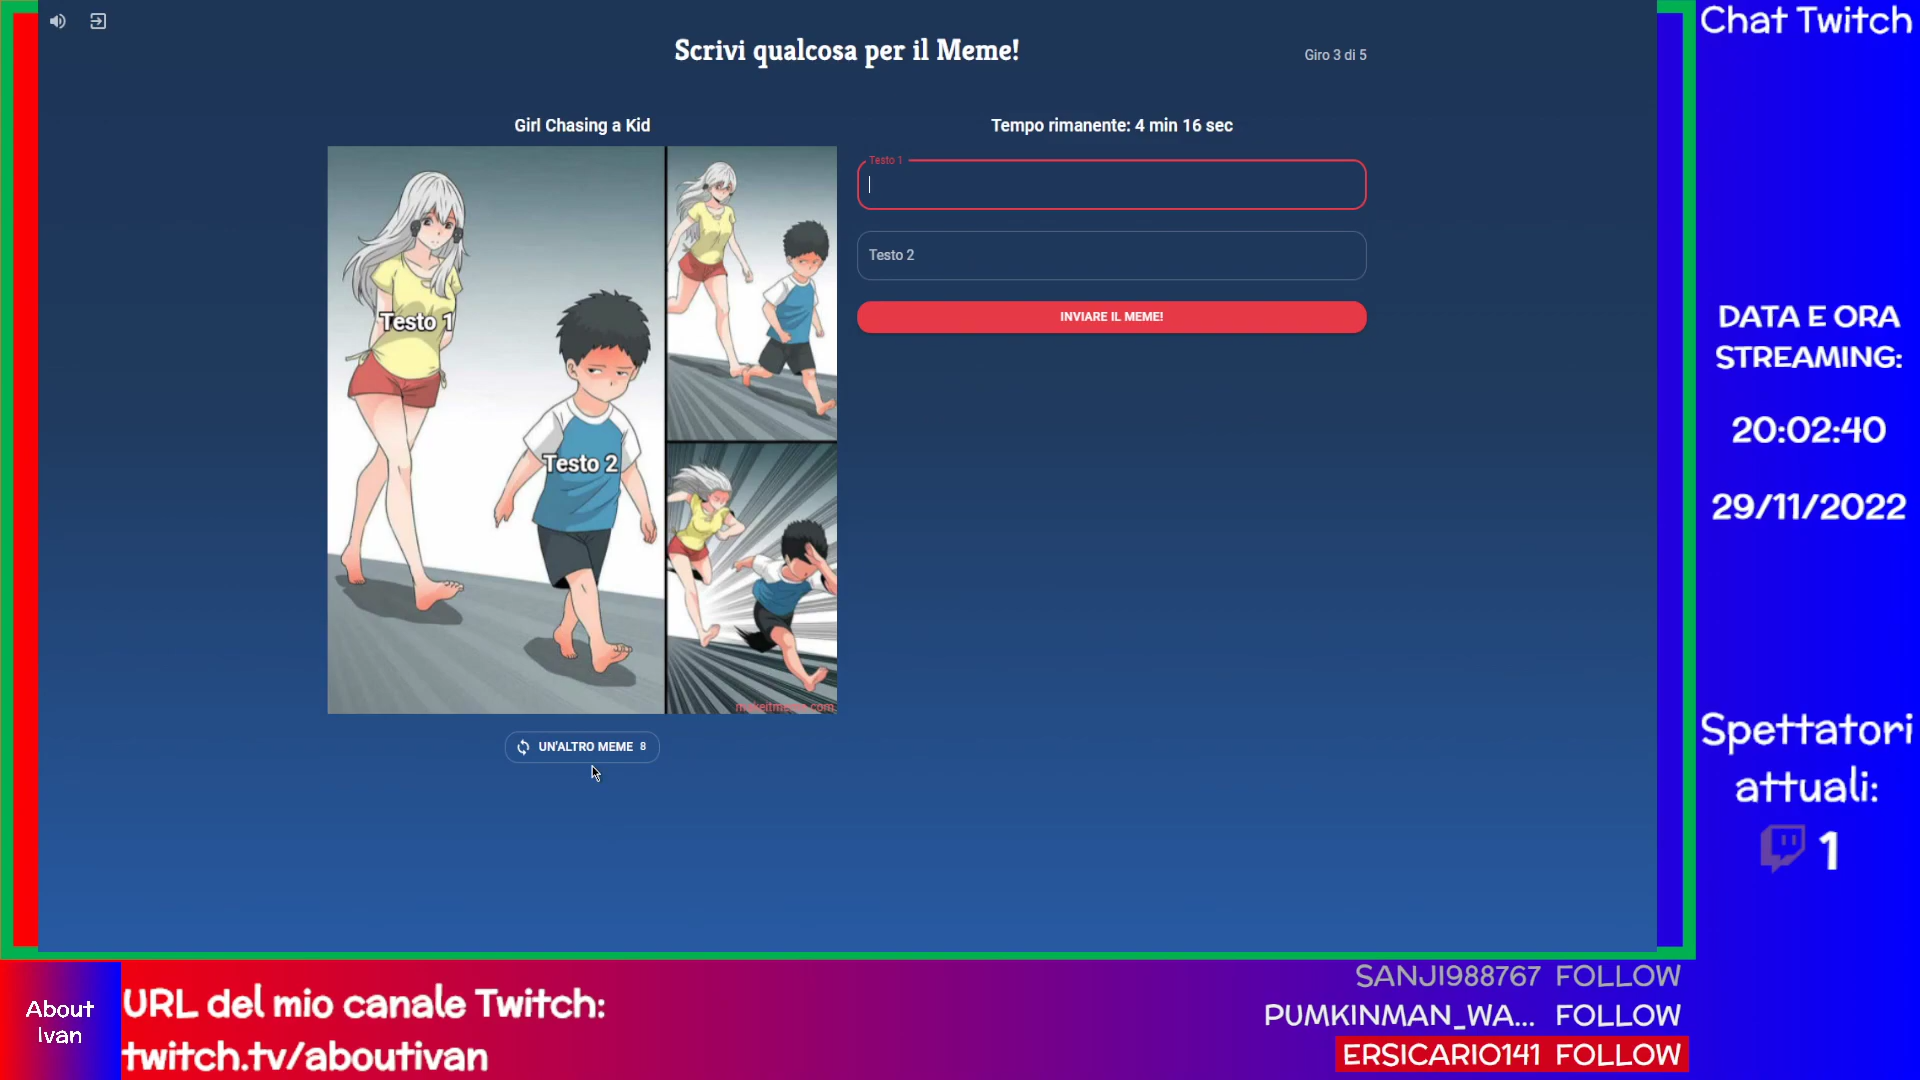 Scrivi qualcosa per il Meme!
Giro 3 di 5
Girl Chasing a Kid
Tempo rimanente: 4 min 16 sec
Testo 1
Testo 2
INVIARE IL MEME!
Testo 1
Testo 2
makeitmeme.com
UN'ALTRO MEME 8
Chat Twitch
DATA E ORA
STREAMING:
20:02:40
29/11/2022
Spettatori
attuali:
1
About
Ivan
URL del mio canale Twitch:
twitch.tv/aboutivan
SANJI988767 FOLLOW
PUMKINMAN_WA... FOLLOW
ERSICARIO141 FOLLOW